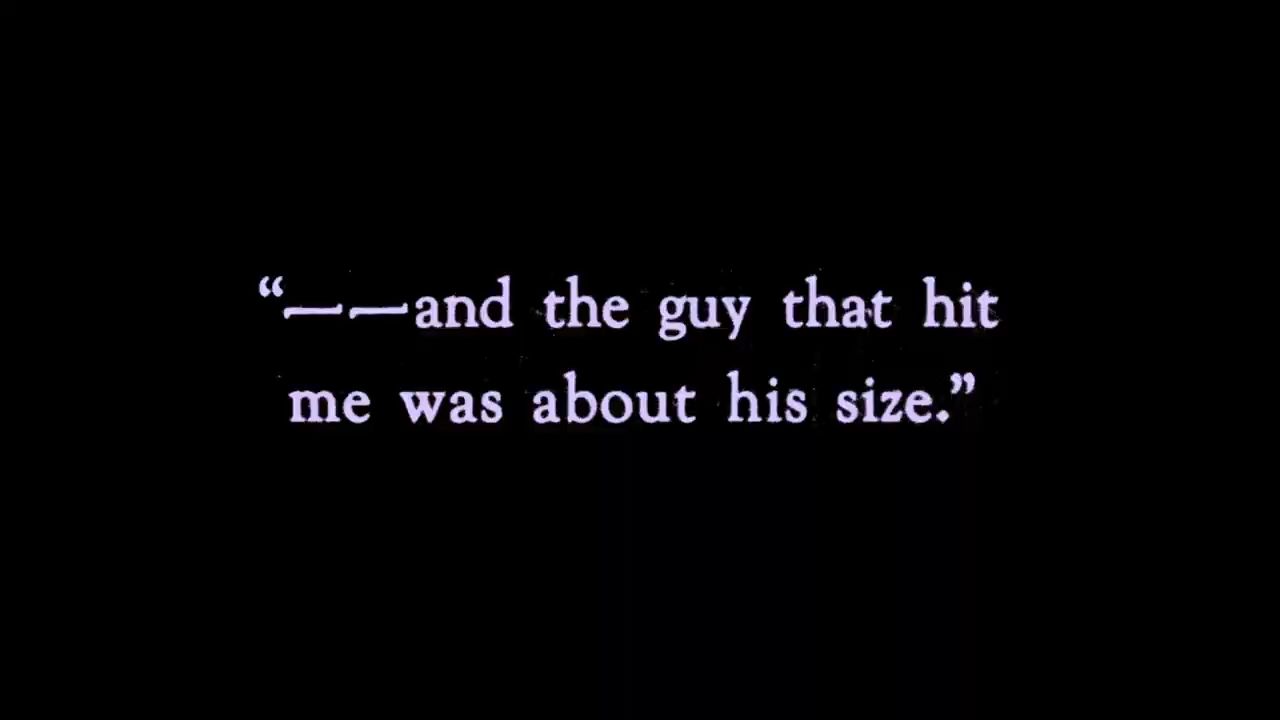 “——and the guy that hit
me was about his size.”